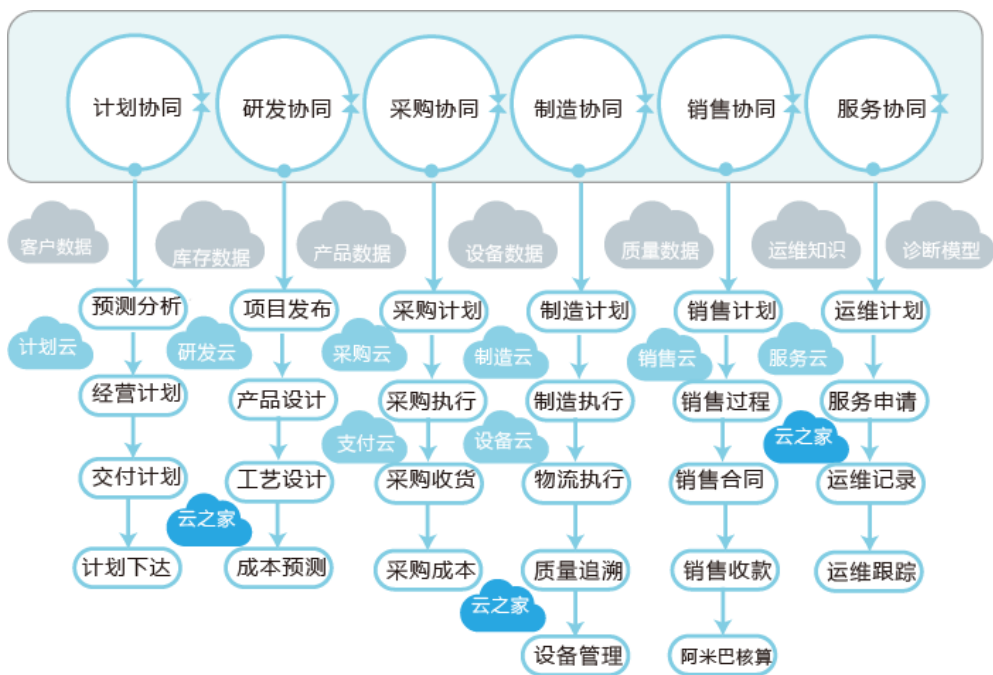 计划协同
研发协同
采购协同
制造协同
销售协同
服务协同
客户数据
库存数据
产品数据
设备数据
质量数据
运维知识
诊断模型
预测分析
项目发布
采购计划
制造计划
销售计划
运维计划
计划云
研发云
采购云
制造云
销售云
服务云
经营计划
产品设计
采购执行
制造执行
销售过程
服务申请
支付云
设备云
云之家
交付计划
工艺设计
采购收货
物流执行
销售合同
运维记录
云之家
计划下达
成本预测
采购成本
质量追溯
销售收款
运维跟踪
云之家
设备管理
阿米巴核算